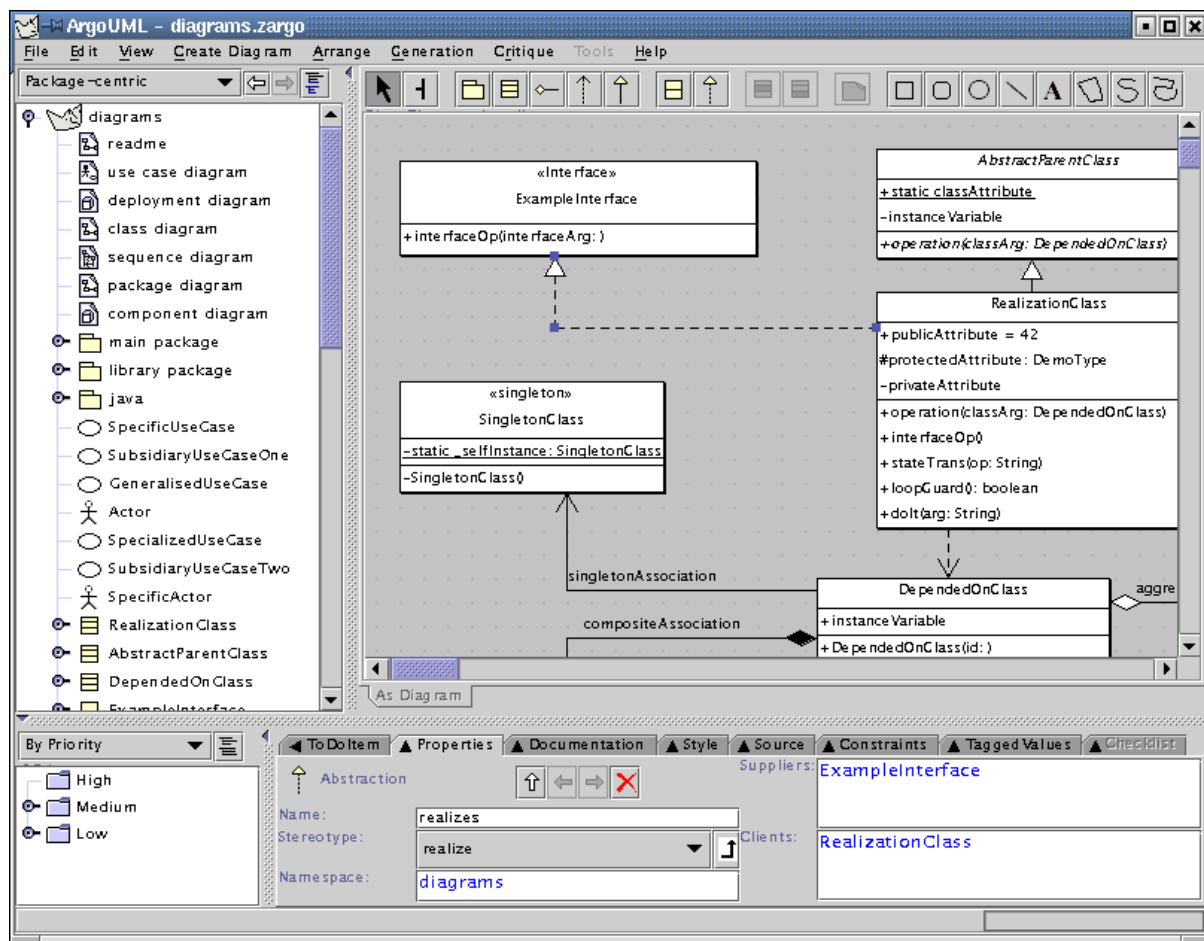 ArgoUML - diagrams.zargo
File Edit View Create Diagram Arrange Generation Critique Tools Help
Package-centric
diagrams
readme
use case diagram
deployment diagram
class diagram
sequence diagram
package diagram
component diagram
main package
library package
java
SpecificUseCase
SubsidiaryUseCaseOne
GeneralisedUseCase
Actor
SpecializedUseCase
SubsidiaryUseCaseTwo
SpecificActor
RealizationClass
AbstractParentClass
DependedOnClass
ExampleInterface
A
«Interface»
ExampleInterface
+interfaceOp(interfaceArg: )
AbstractParentClass
+static classAttribute
-instanceVariable
+operation(classArg: DependedOnClass)
RealizationClass
+publicAttribute = 42
#protectedAttribute: DemoType
-privateAttribute
+operation(classArg: DependedOnClass)
+interfaceOp()
+stateTrans(op: String)
+loopGuard(): boolean
+doIt(arg: String)
«singleton»
SingletonClass
-static _selfInstance: SingletonClass
-SingletonClass()
singletonAssociation
compositeAssociation
DependedOnClass
+instanceVariable
+DependedOnClass(id: )
aggre
As Diagram
By Priority
High
Medium
Low
ToDoItem Properties Documentation Style Source Constraints TaggedValues Checklist
Abstraction
Name: realizes
Stereotype: realize
Namespace: diagrams
Suppliers: ExampleInterface
Clients: RealizationClass